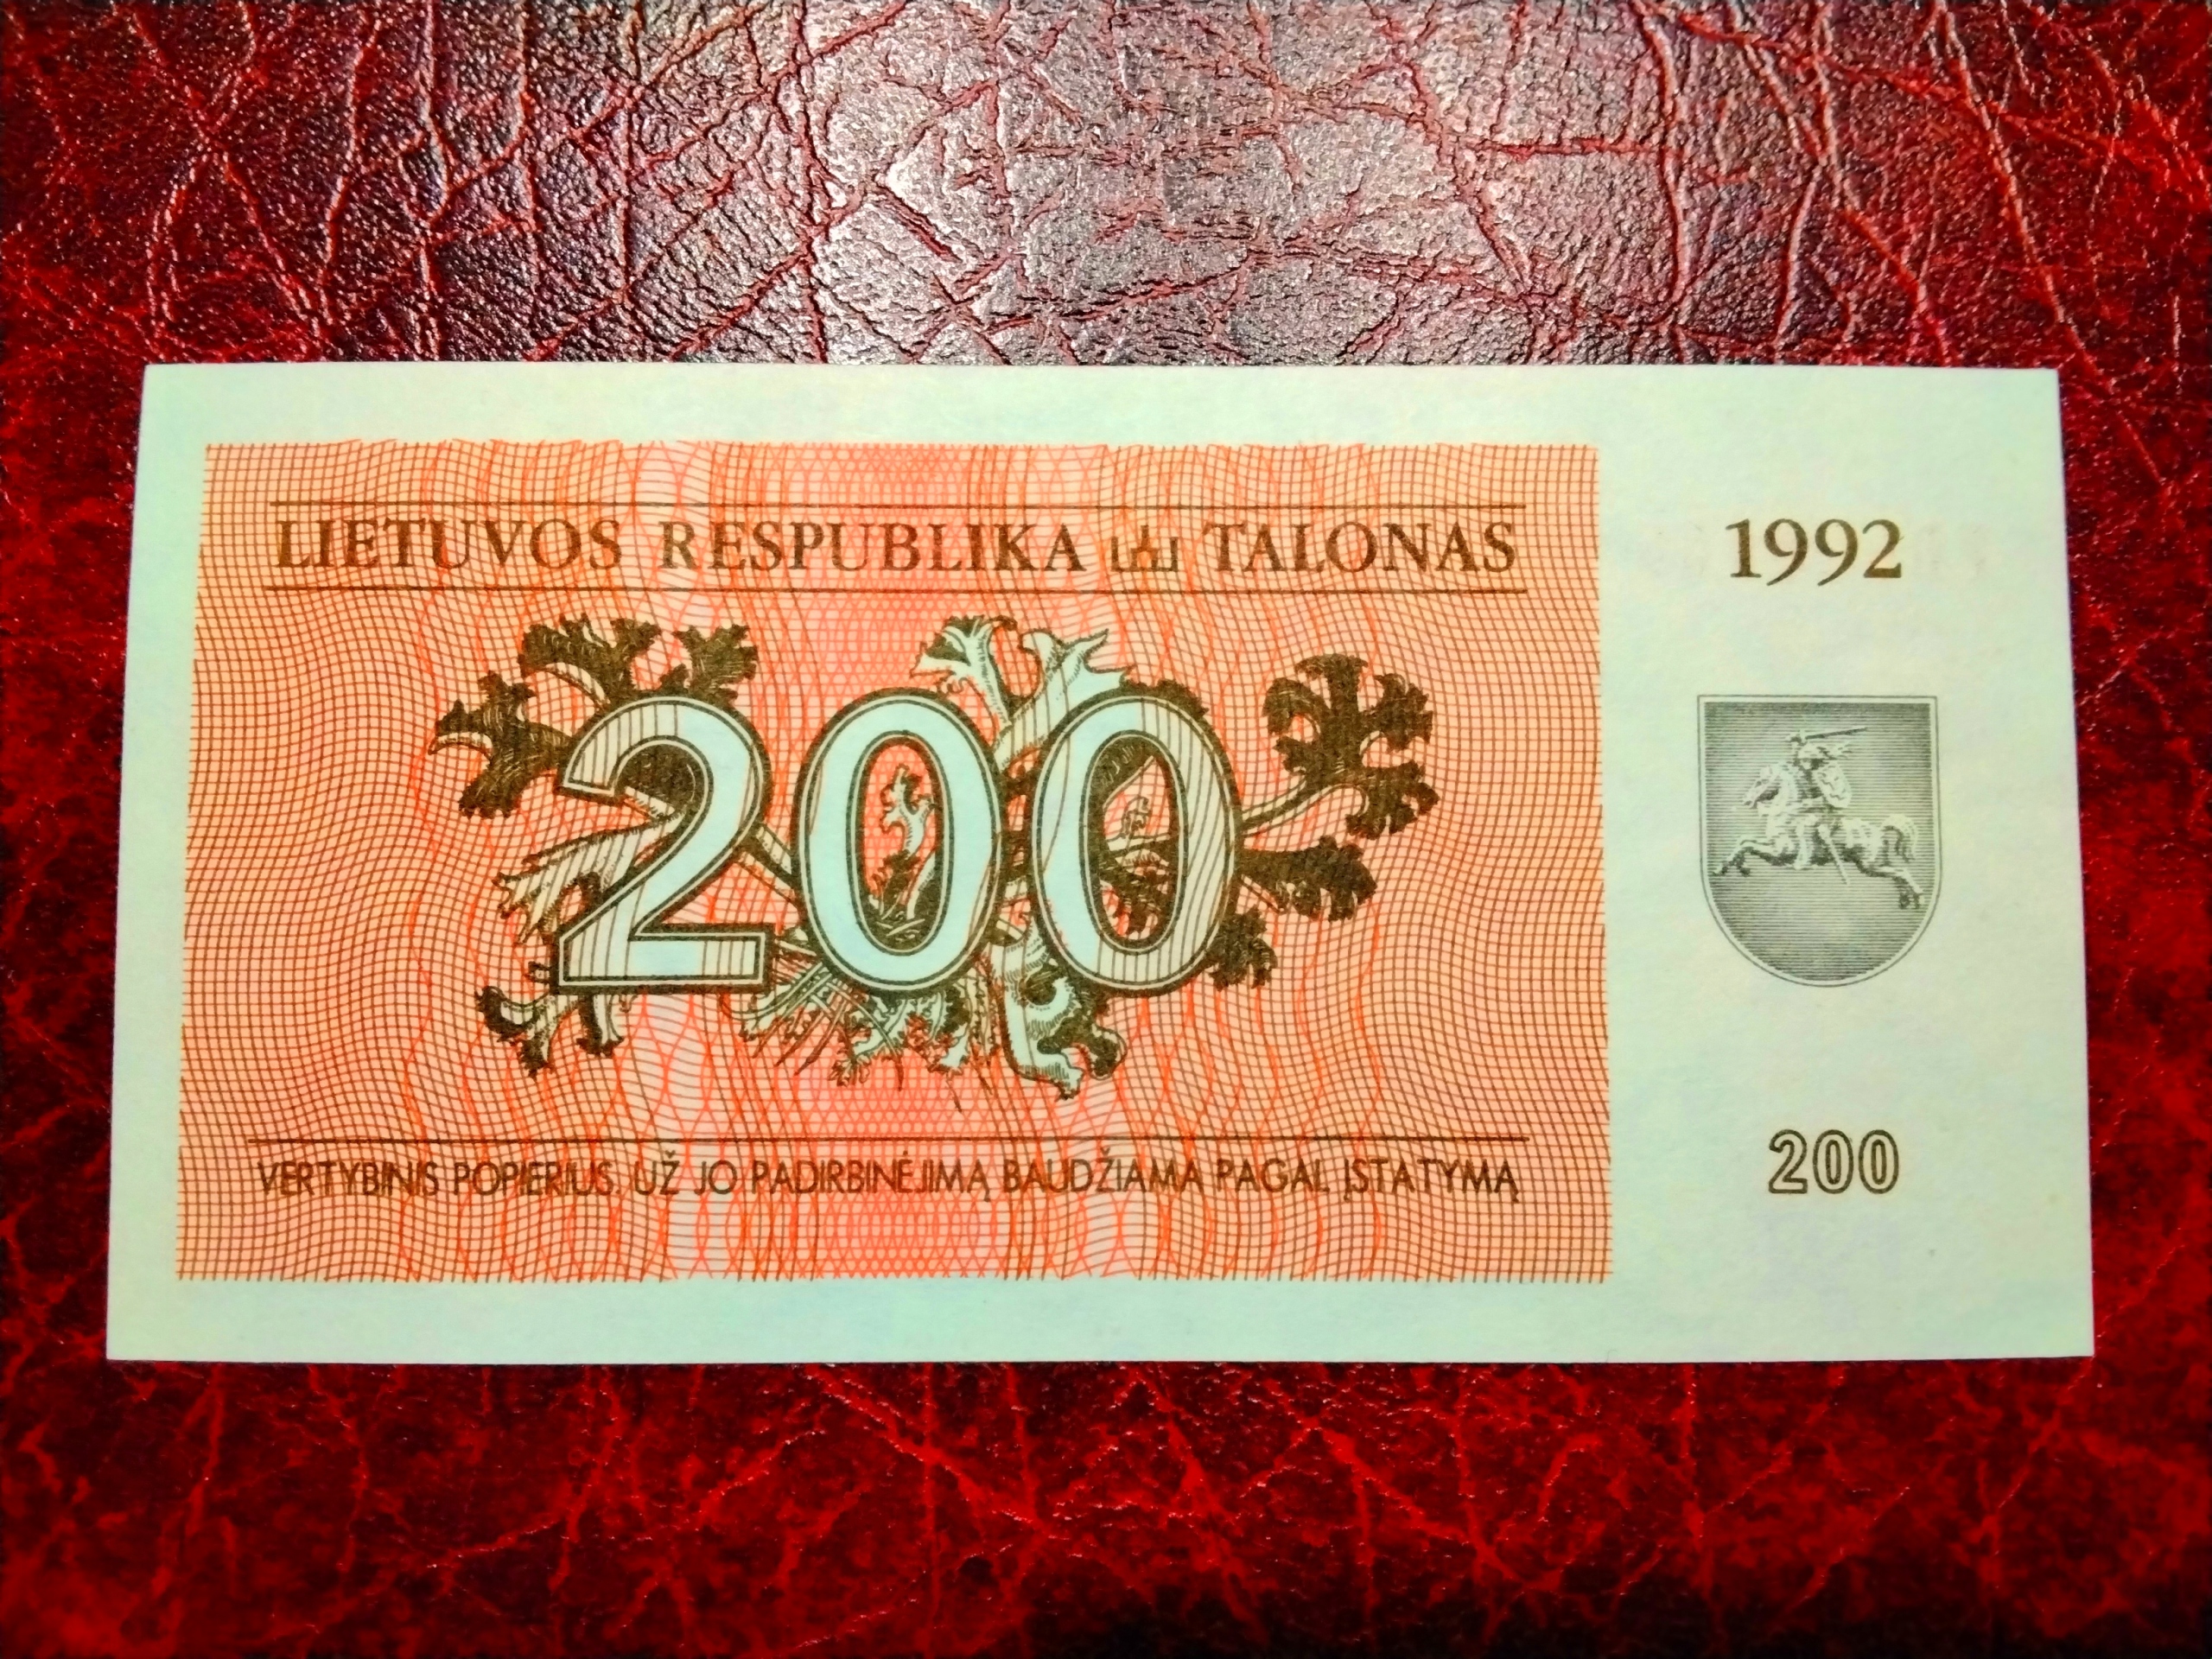 LIETUVOS RESPUBLIKA TALONAS
1992
200
200
VERTYBINIS POPIERIUS. UŽ JO PADIRBINĖJIMĄ BAUDŽIAMA PAGAL ĮSTATYMĄ